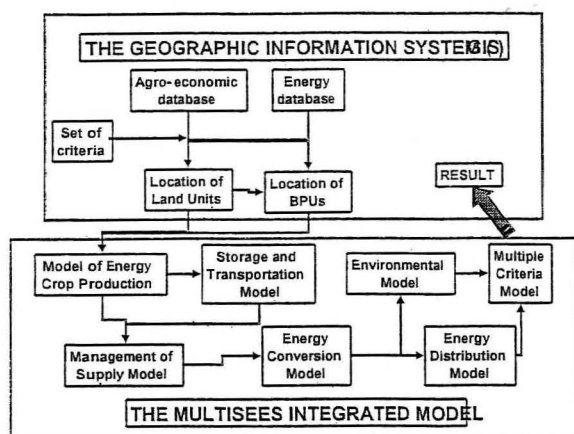 THE GEOGRAPHIC INFORMATION SYSTEM (GIS)
Agro-economic
database
Energy
database
Set of
criteria
Location of
Land Units
Location of
BPUs
RESULT
Model of Energy
Crop Production
Storage and
Transportation
Model
Environmental
Model
Multiple
Criteria
Model
Management of
Supply Model
Energy
Conversion
Model
Energy
Distribution
Model
THE MULTISEES INTEGRATED MODEL